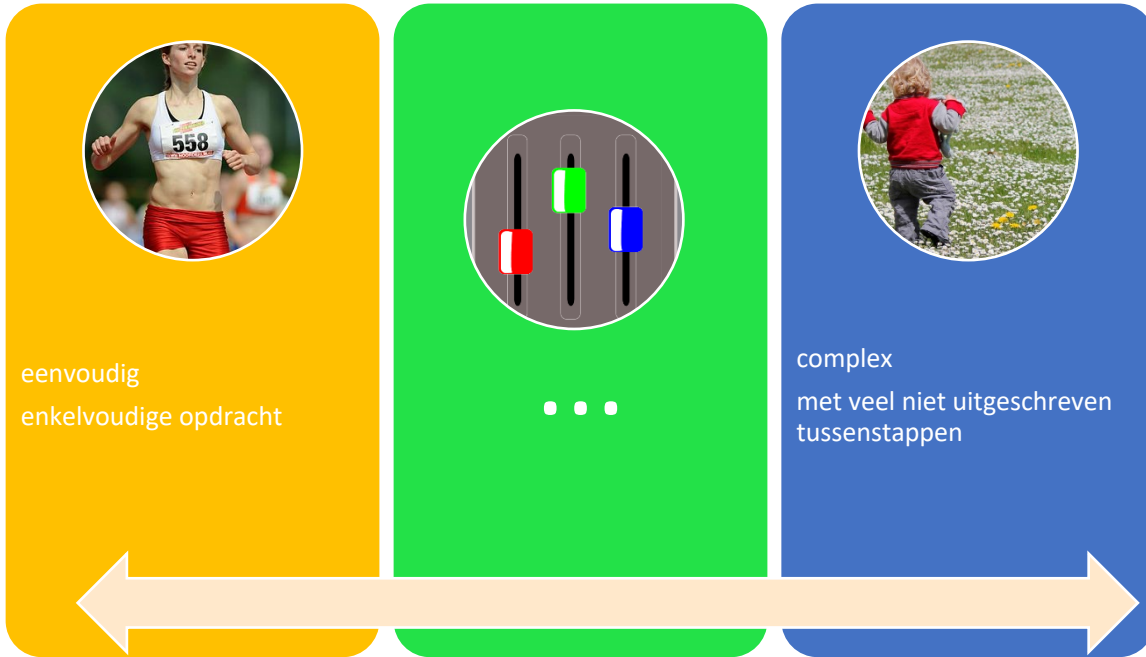 558
eenvoudig
enkelvoudige opdracht
...
complex
met veel niet uitgeschreven
tussenstappen